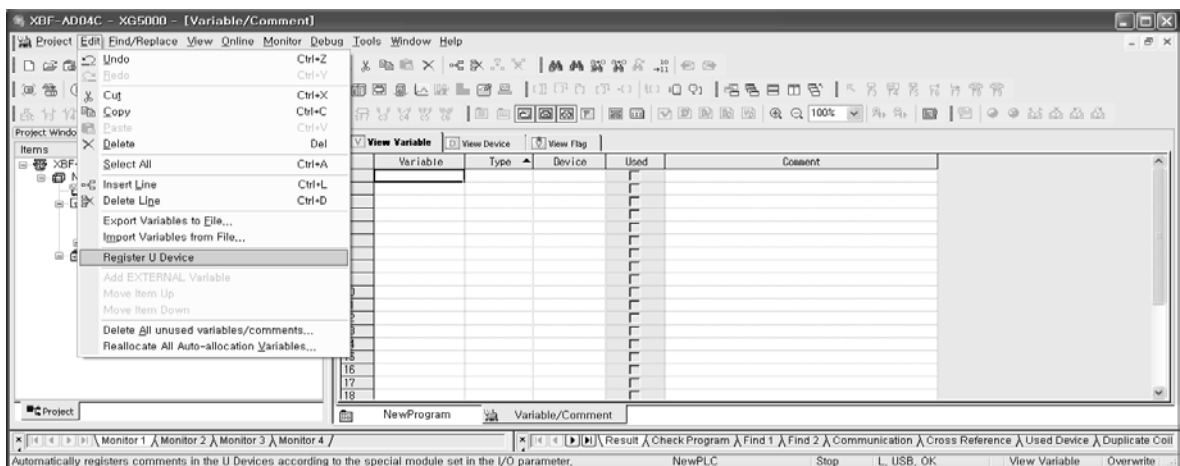 XBF-AD04C - XG5000 - [Variable/Comment]
Project Edit Find/Replace View Online Monitor Debug Tools Window Help
Undo Ctrl+Z
Redo Ctrl+Y
Cut Ctrl+X
Copy Ctrl+C
Paste Ctrl+V
Delete Del
Select All Ctrl+A
Insert Line Ctrl+L
Delete Line Ctrl+D
Export Variables to File...
Import Variables from File...
Register U Device
Add EXTERNAL Variable
Move Item Up
Move Item Down
Delete All unused variables/comments...
Reallocate All Auto-allocation Variables...
100%
Project Windo
Items
XBF-
V View Variable D View Device View Flag
Variable Type Device Used Comment
15
16
17
18
Project
NewProgram Variable/Comment
Monitor 1 Monitor 2 Monitor 3 Monitor 4
Result Check Program Find 1 Find 2 Communication Cross Reference Used Device Duplicate Coil
Automatically registers comments in the U Devices according to the special module set in the I/O parameter. NewPLC Stop L, USB, OK View Variable Overwrite